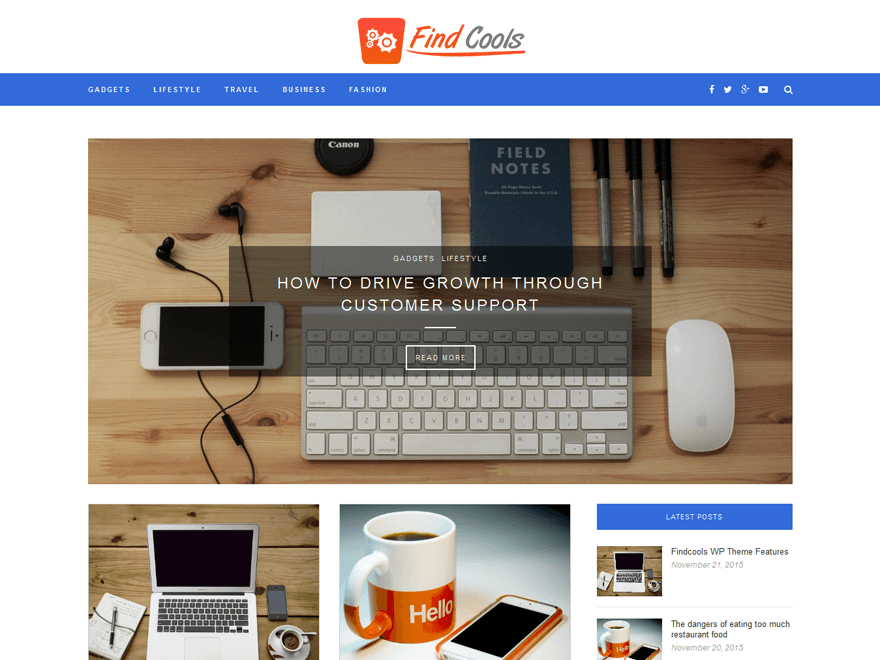 Find Cools
GADGETS LIFESTYLE TRAVEL BUSINESS FASHION
Canon
FIELD
NOTES
GADGETS LIFESTYLE
HOW TO DRIVE GROWTH THROUGH
CUSTOMER SUPPORT
READ MORE
Hello
LATEST POSTS
Findcools WP Theme Features
November 21, 2015
The dangers of eating too much
restaurant food
November 20, 2015